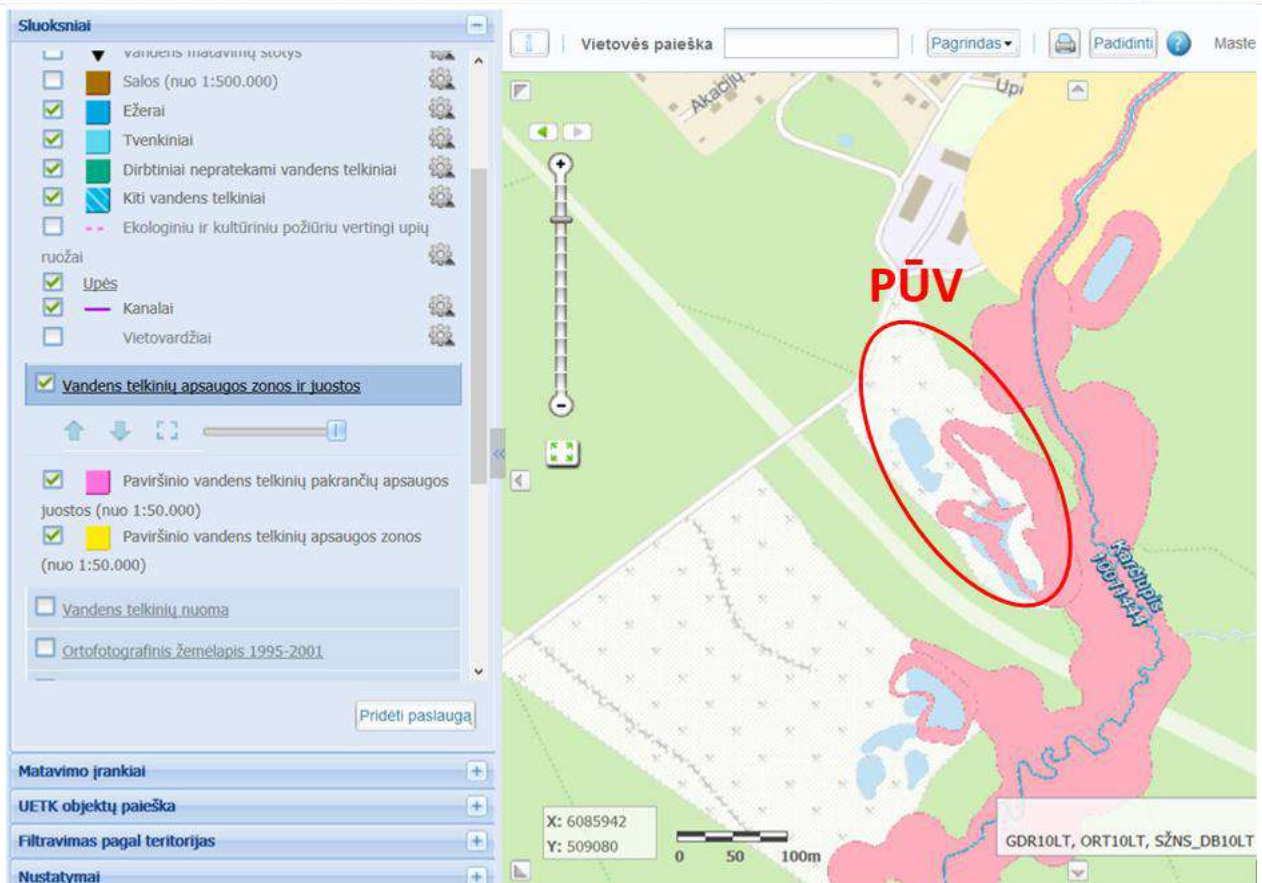 Sluoksniai
Vandens matavimų stotys
Salos (nuo 1:500.000)
Ežerai
Tvenkiniai
Dirbtiniai nepratekami vandens telkiniai
Kiti vandens telkiniai
Ekologiniu ir kultūriniu požiūriu vertingi upių
ruožai
Upės
Kanalai
Vietovardžiai
Vandens telkinių apsaugos zonos ir juostos
Paviršinio vandens telkinių pakrančių apsaugos
juostos (nuo 1:50.000)
Paviršinio vandens telkinių apsaugos zonos
(nuo 1:50.000)
Vandens telkinių nuoma
Ortofotografinis žemėlapis 1995-2001
Pridėti paslaugą
Matavimo įrankiai
UETK objektų paieška
Filtravimas pagal teritorijas
Nustatymai
Vietovės paieška
Pagrindas
Padidinti
?
Maste
Akacijų
Upi
PŪV
Karčiupis
10011444
X: 6085942
Y: 509080
0 50 100m
GDR10LT, ORT10LT, SŽNS_DB10LT